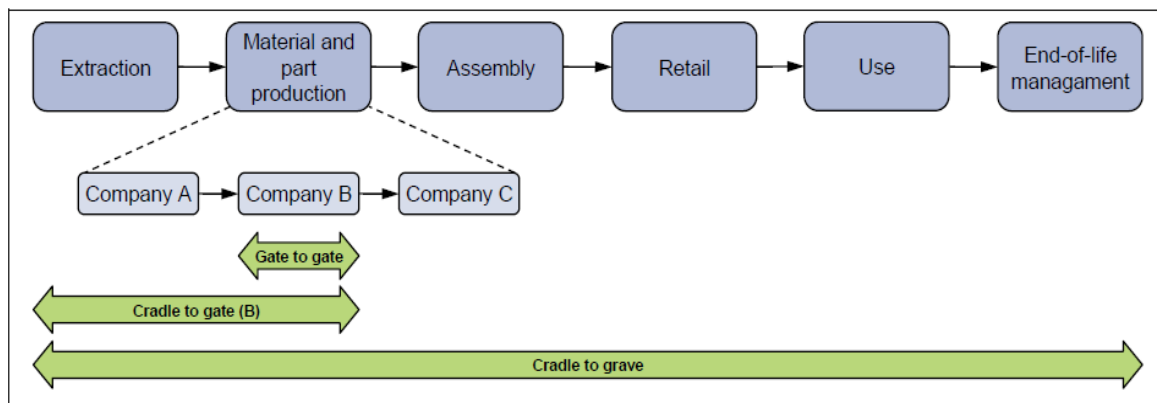 Extraction
Material and
part
production
Assembly
Retail
Use
End-of-life
managament
Company A
Company B
Company C
Gate to gate
Cradle to gate (B)
Cradle to grave